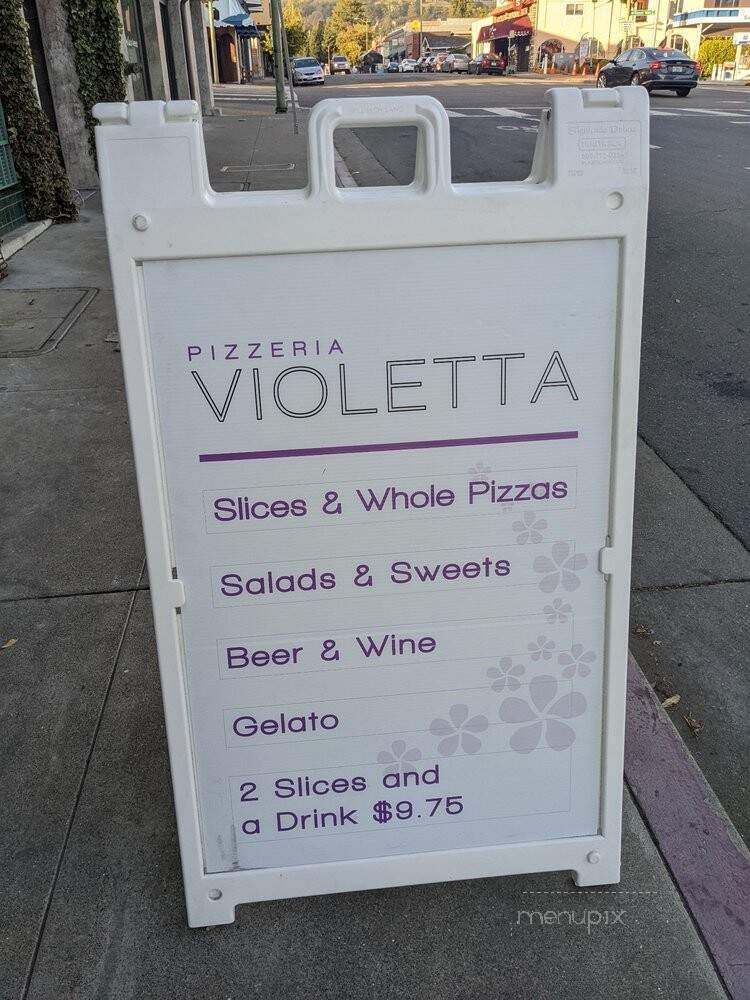 PIZZERIA
VIOLETTA
Slices & Whole Pizzas
Salads & Sweets
Beer & Wine
Gelato
2 Slices and
a Drink $9.75
menupix